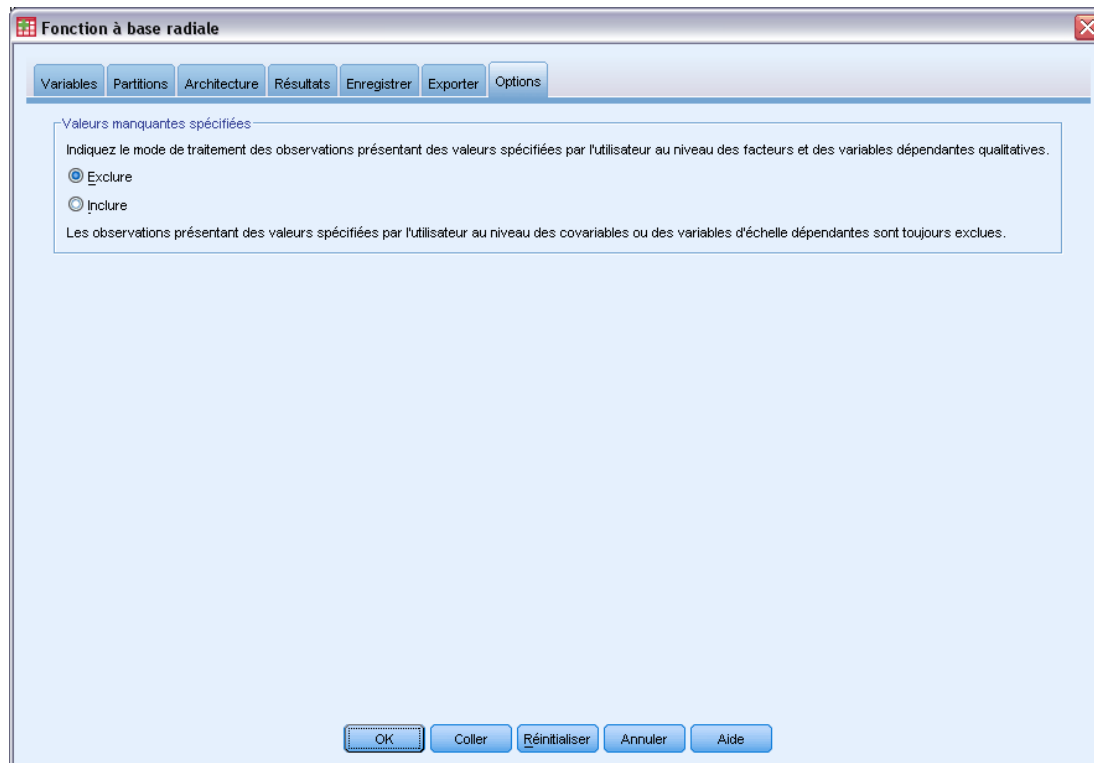 Fonction à base radiale
Variables Partitions Architecture Résultats Enregistrer Exporter Options
Valeurs manquantes spécifiées
Indiquez le mode de traitement des observations présentant des valeurs spécifiées par l'utilisateur au niveau des facteurs et des variables dépendantes qualitatives.
Exclure
Inclure
Les observations présentant des valeurs spécifiées par l'utilisateur au niveau des covariables ou des variables d'échelle dépendantes sont toujours exclues.
OK Coller Réinitialiser Annuler Aide